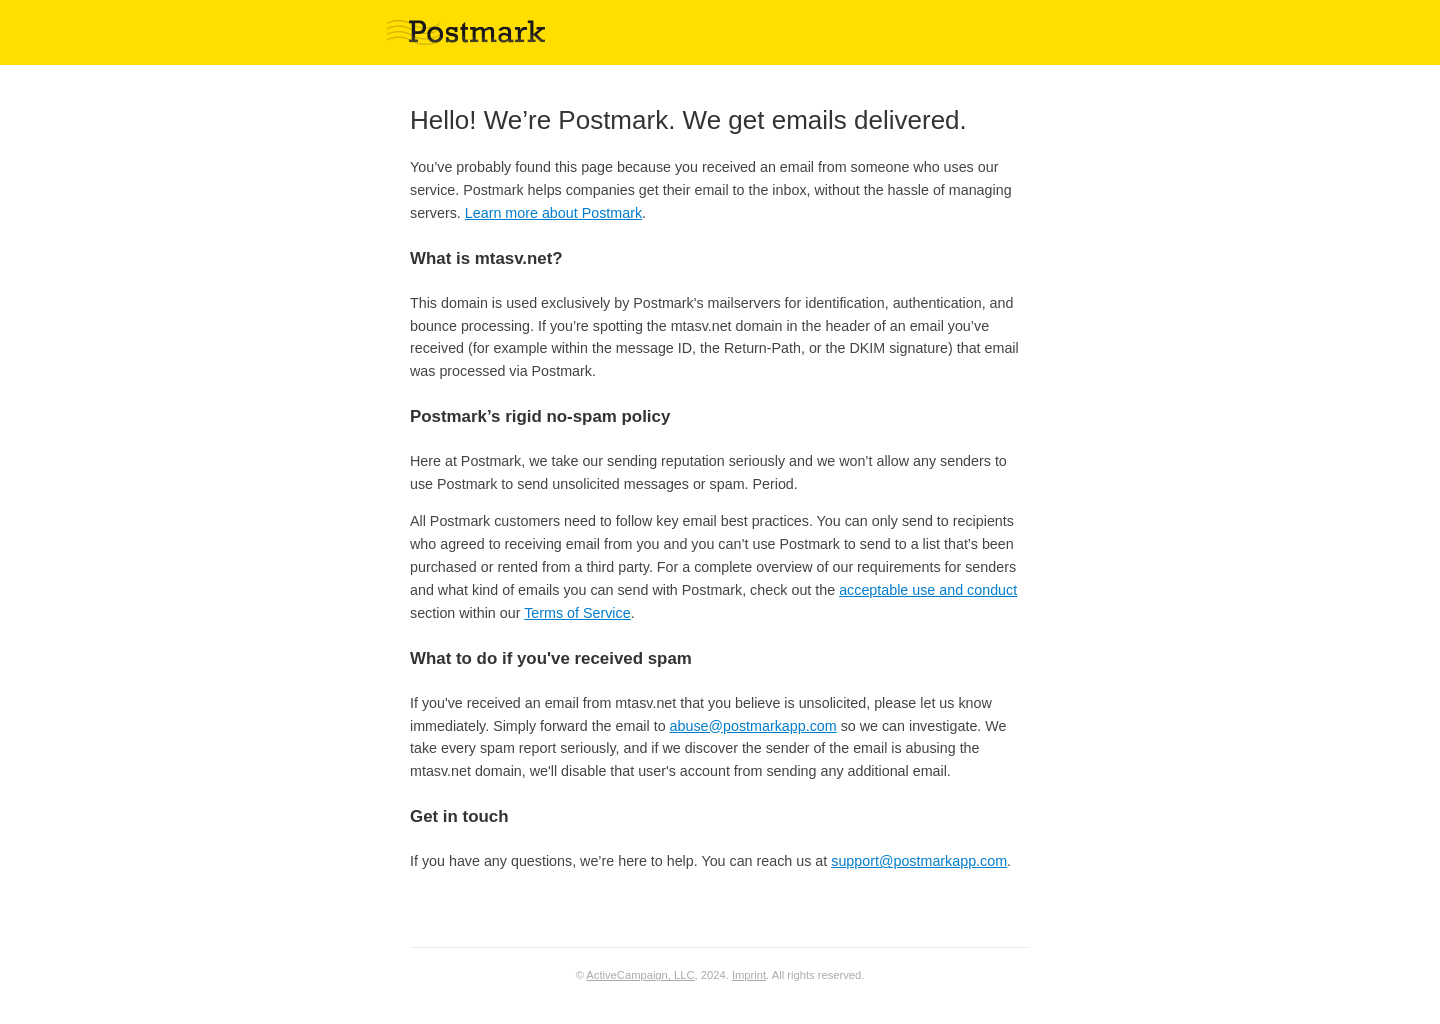 Postmark
Hello! We’re Postmark. We get emails delivered.
You’ve probably found this page because you received an email from someone who uses our
service. Postmark helps companies get their email to the inbox, without the hassle of managing
servers. Learn more about Postmark.
What is mtasv.net?
This domain is used exclusively by Postmark's mailservers for identification, authentication, and
bounce processing. If you’re spotting the mtasv.net domain in the header of an email you’ve
received (for example within the message ID, the Return-Path, or the DKIM signature) that email
was processed via Postmark.
Postmark’s rigid no-spam policy
Here at Postmark, we take our sending reputation seriously and we won’t allow any senders to
use Postmark to send unsolicited messages or spam. Period.
All Postmark customers need to follow key email best practices. You can only send to recipients
who agreed to receiving email from you and you can’t use Postmark to send to a list that’s been
purchased or rented from a third party. For a complete overview of our requirements for senders
and what kind of emails you can send with Postmark, check out the acceptable use and conduct
section within our Terms of Service.
What to do if you've received spam
If you've received an email from mtasv.net that you believe is unsolicited, please let us know
immediately. Simply forward the email to abuse@postmarkapp.com so we can investigate. We
take every spam report seriously, and if we discover the sender of the email is abusing the
mtasv.net domain, we'll disable that user's account from sending any additional email.
Get in touch
If you have any questions, we’re here to help. You can reach us at support@postmarkapp.com.
© ActiveCampaign, LLC, 2024. Imprint. All rights reserved.